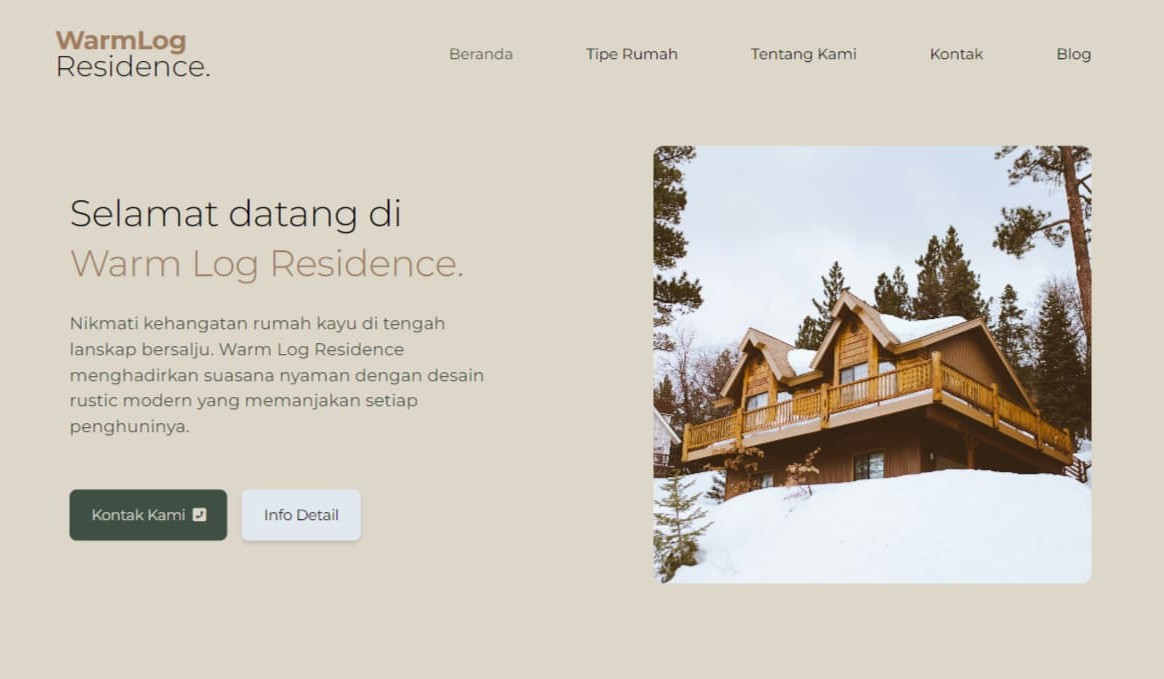 WarmLog
Residence.
Beranda
Tipe Rumah
Tentang Kami
Kontak
Blog
Selamat datang di
Warm Log Residence.
Nikmati kehangatan rumah kayu di tengah
lanskap bersalju. Warm Log Residence
menghadirkan suasana nyaman dengan desain
rustic modern yang memanjakan setiap
penghuninya.
Kontak Kami
Info Detail